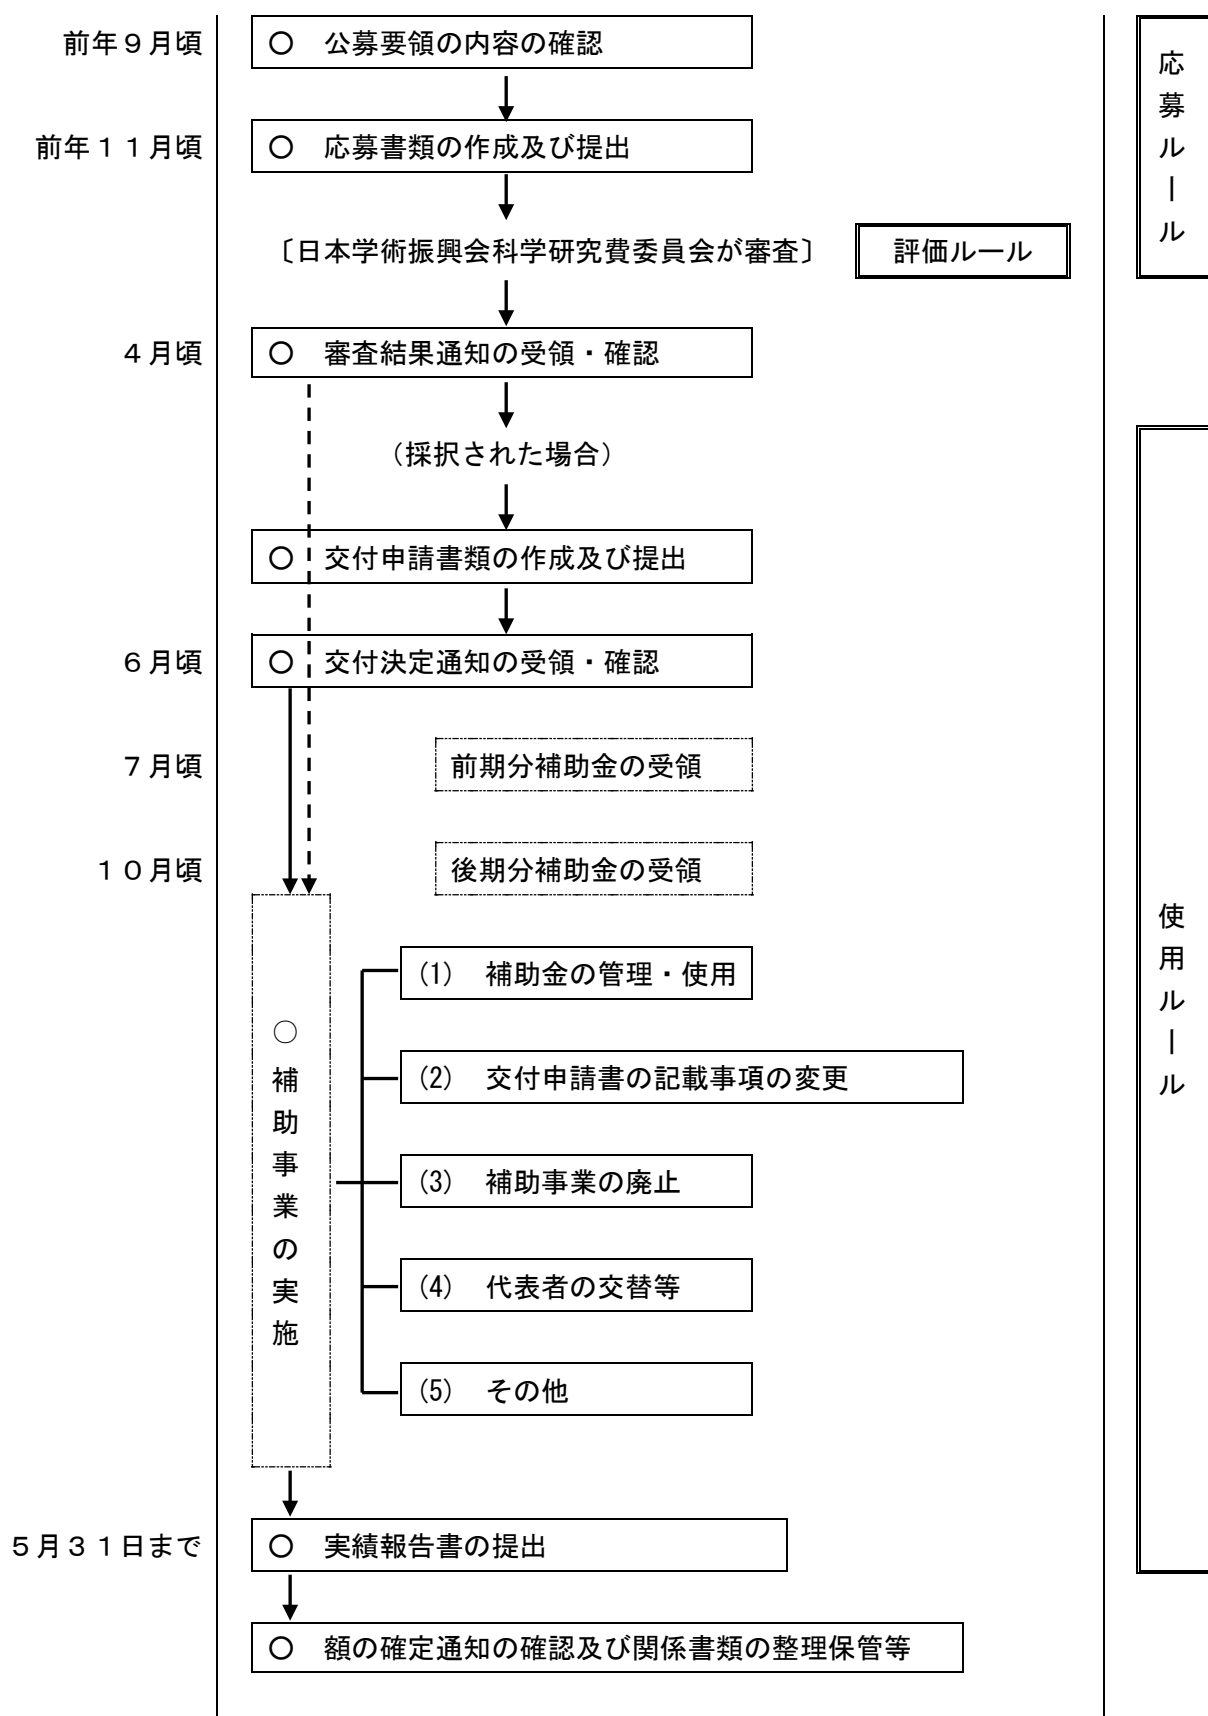 前年９月頃
○　公募要領の内容の確認
前年１１月頃
○　応募書類の作成及び提出
〔日本学術振興会科学研究費委員会が審査〕
評価ルール
応募ルール
４月頃
○　審査結果通知の受領・確認
（採択された場合）
○　交付申請書類の作成及び提出
６月頃
○　交付決定通知の受領・確認
７月頃
前期分補助金の受領
１０月頃
後期分補助金の受領
○補助事業の実施
(1)　補助金の管理・使用
(2)　交付申請書の記載事項の変更
(3)　補助事業の廃止
(4)　代表者の交替等
(5)　その他
使用ルール
５月３１日まで
○　実績報告書の提出
○　額の確定通知の確認及び関係書類の整理保管等